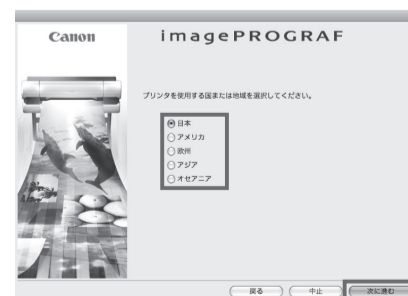 Canon
imagePROGRAF
プリンタを使用する国または地域を選択してください。
日本
アメリカ
欧州
アジア
オセアニア
戻る
中止
次に進む